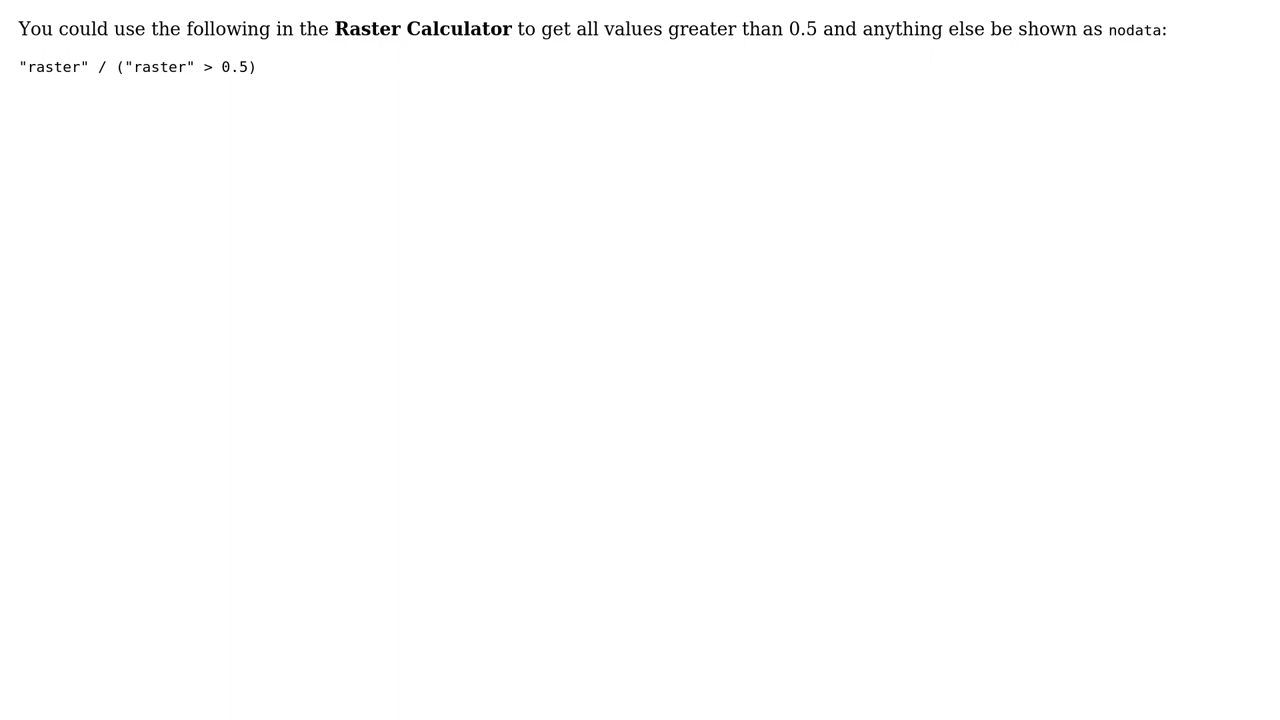 You could use the following in the Raster Calculator to get all values greater than 0.5 and anything else be shown as nodata:
"raster" / ("raster" > 0.5)